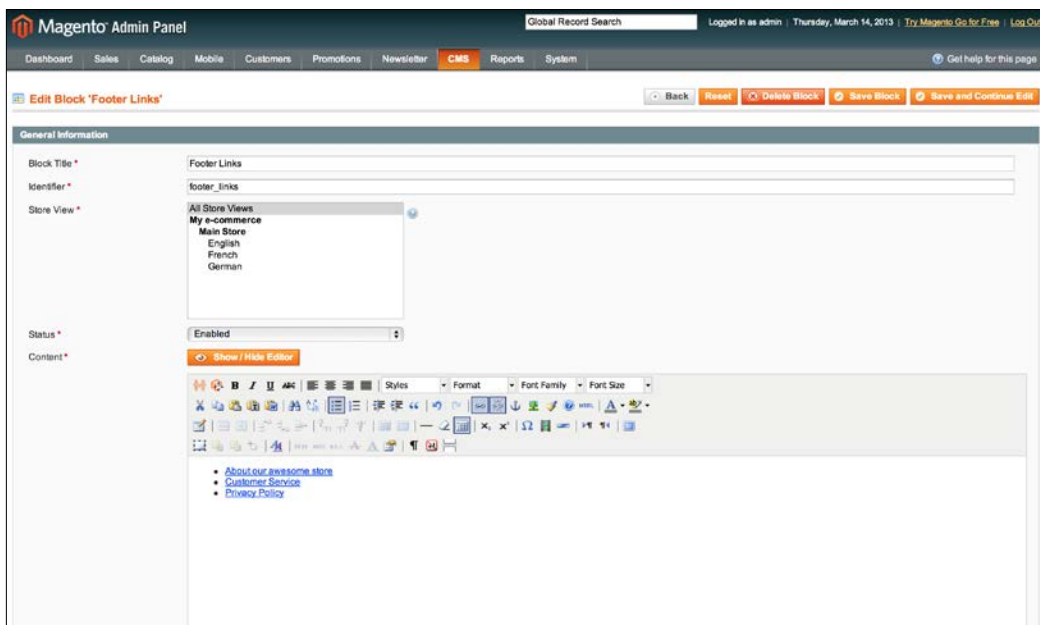 Magento Admin Panel
Global Record Search
Logged in as admin | Thursday, March 14, 2013 | Try Magento Go for Free | Log Out
Dashboard Sales Catalog Mobile Customers Promotions Newsletter CMS Reports System Get help for this page
Edit Block 'Footer Links'
Back Reset Delete Block Save Block Save and Continue Edit
General Information
Block Title *
Footer Links
Identifier *
footer_links
Store View *
All Store Views
My e-commerce
Main Store
English
French
German
Status *
Enabled
Content *
Show / Hide Editor
B I U ABC Styles Format Font Family Font Size
HTML
About our awesome store
Customer Service
Privacy Policy